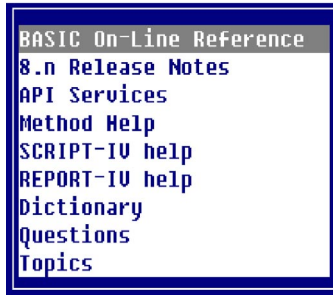 BASIC On-Line Reference
8.n Release Notes
API Services
Method Help
SCRIPT-IV help
REPORT-IV help
Dictionary
Questions
Topics